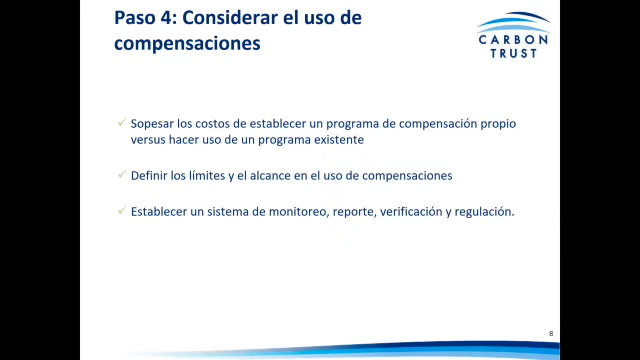 Paso 4: Considerar el uso de
compensaciones
CARBON
TRUST
✓ Sopesar los costos de establecer un programa de compensación propio
versus hacer uso de un programa existente
✓ Definir los límites y el alcance en el uso de compensaciones
✓ Establecer un sistema de monitoreo, reporte, verificación y regulación.
8